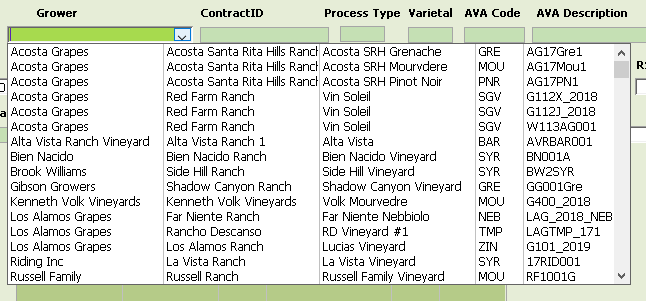 Grower ContractID Process Type Varietal AVA Code AVA Description
Acosta Grapes Acosta Santa Rita Hills Ranch Acosta SRH Grenache GRE AG17Gre1
Acosta Grapes Acosta Santa Rita Hills Ranch Acosta SRH Mourvdere MOU AG17Mou1
Acosta Grapes Acosta Santa Rita Hills Ranch Acosta SRH Pinot Noir PNR AG17PN1
Acosta Grapes Red Farm Ranch Vin Soleil SGV G112X_2018
Acosta Grapes Red Farm Ranch Vin Soleil SGV G112J_2018
Acosta Grapes Red Farm Ranch Vin Soleil SGV W113AG001
Alta Vista Ranch Vineyard Alta Vista Ranch 1 Alta Vista BAR AVRBAR001
Bien Nacido Bien Nacido Ranch Bien Nacido Vineyard SYR BN001A
Brook Williams Side Hill Ranch Side Hill Vineyard SYR BW2SYR
Gibson Growers Shadow Canyon Ranch Shadow Canyon Vineyard GRE GG001Gre
Kenneth Volk Vineyards Kenneth Volk Vineyards Volk Mourvedre MOU G400_2018
Los Alamos Grapes Far Niente Ranch Far Niente Nebbiolo NEB LAG_2018_NEB
Los Alamos Grapes Rancho Descanso RD Vineyard #1 TMP LAGTMP_171
Los Alamos Grapes Los Alamos Ranch Lucias Vineyard ZIN G101_2019
Riding Inc La Vista Ranch La Vista Vineyard SYR 17RID001
Russell Family Russell Ranch Russell Family Vineyard MOU RF1001G